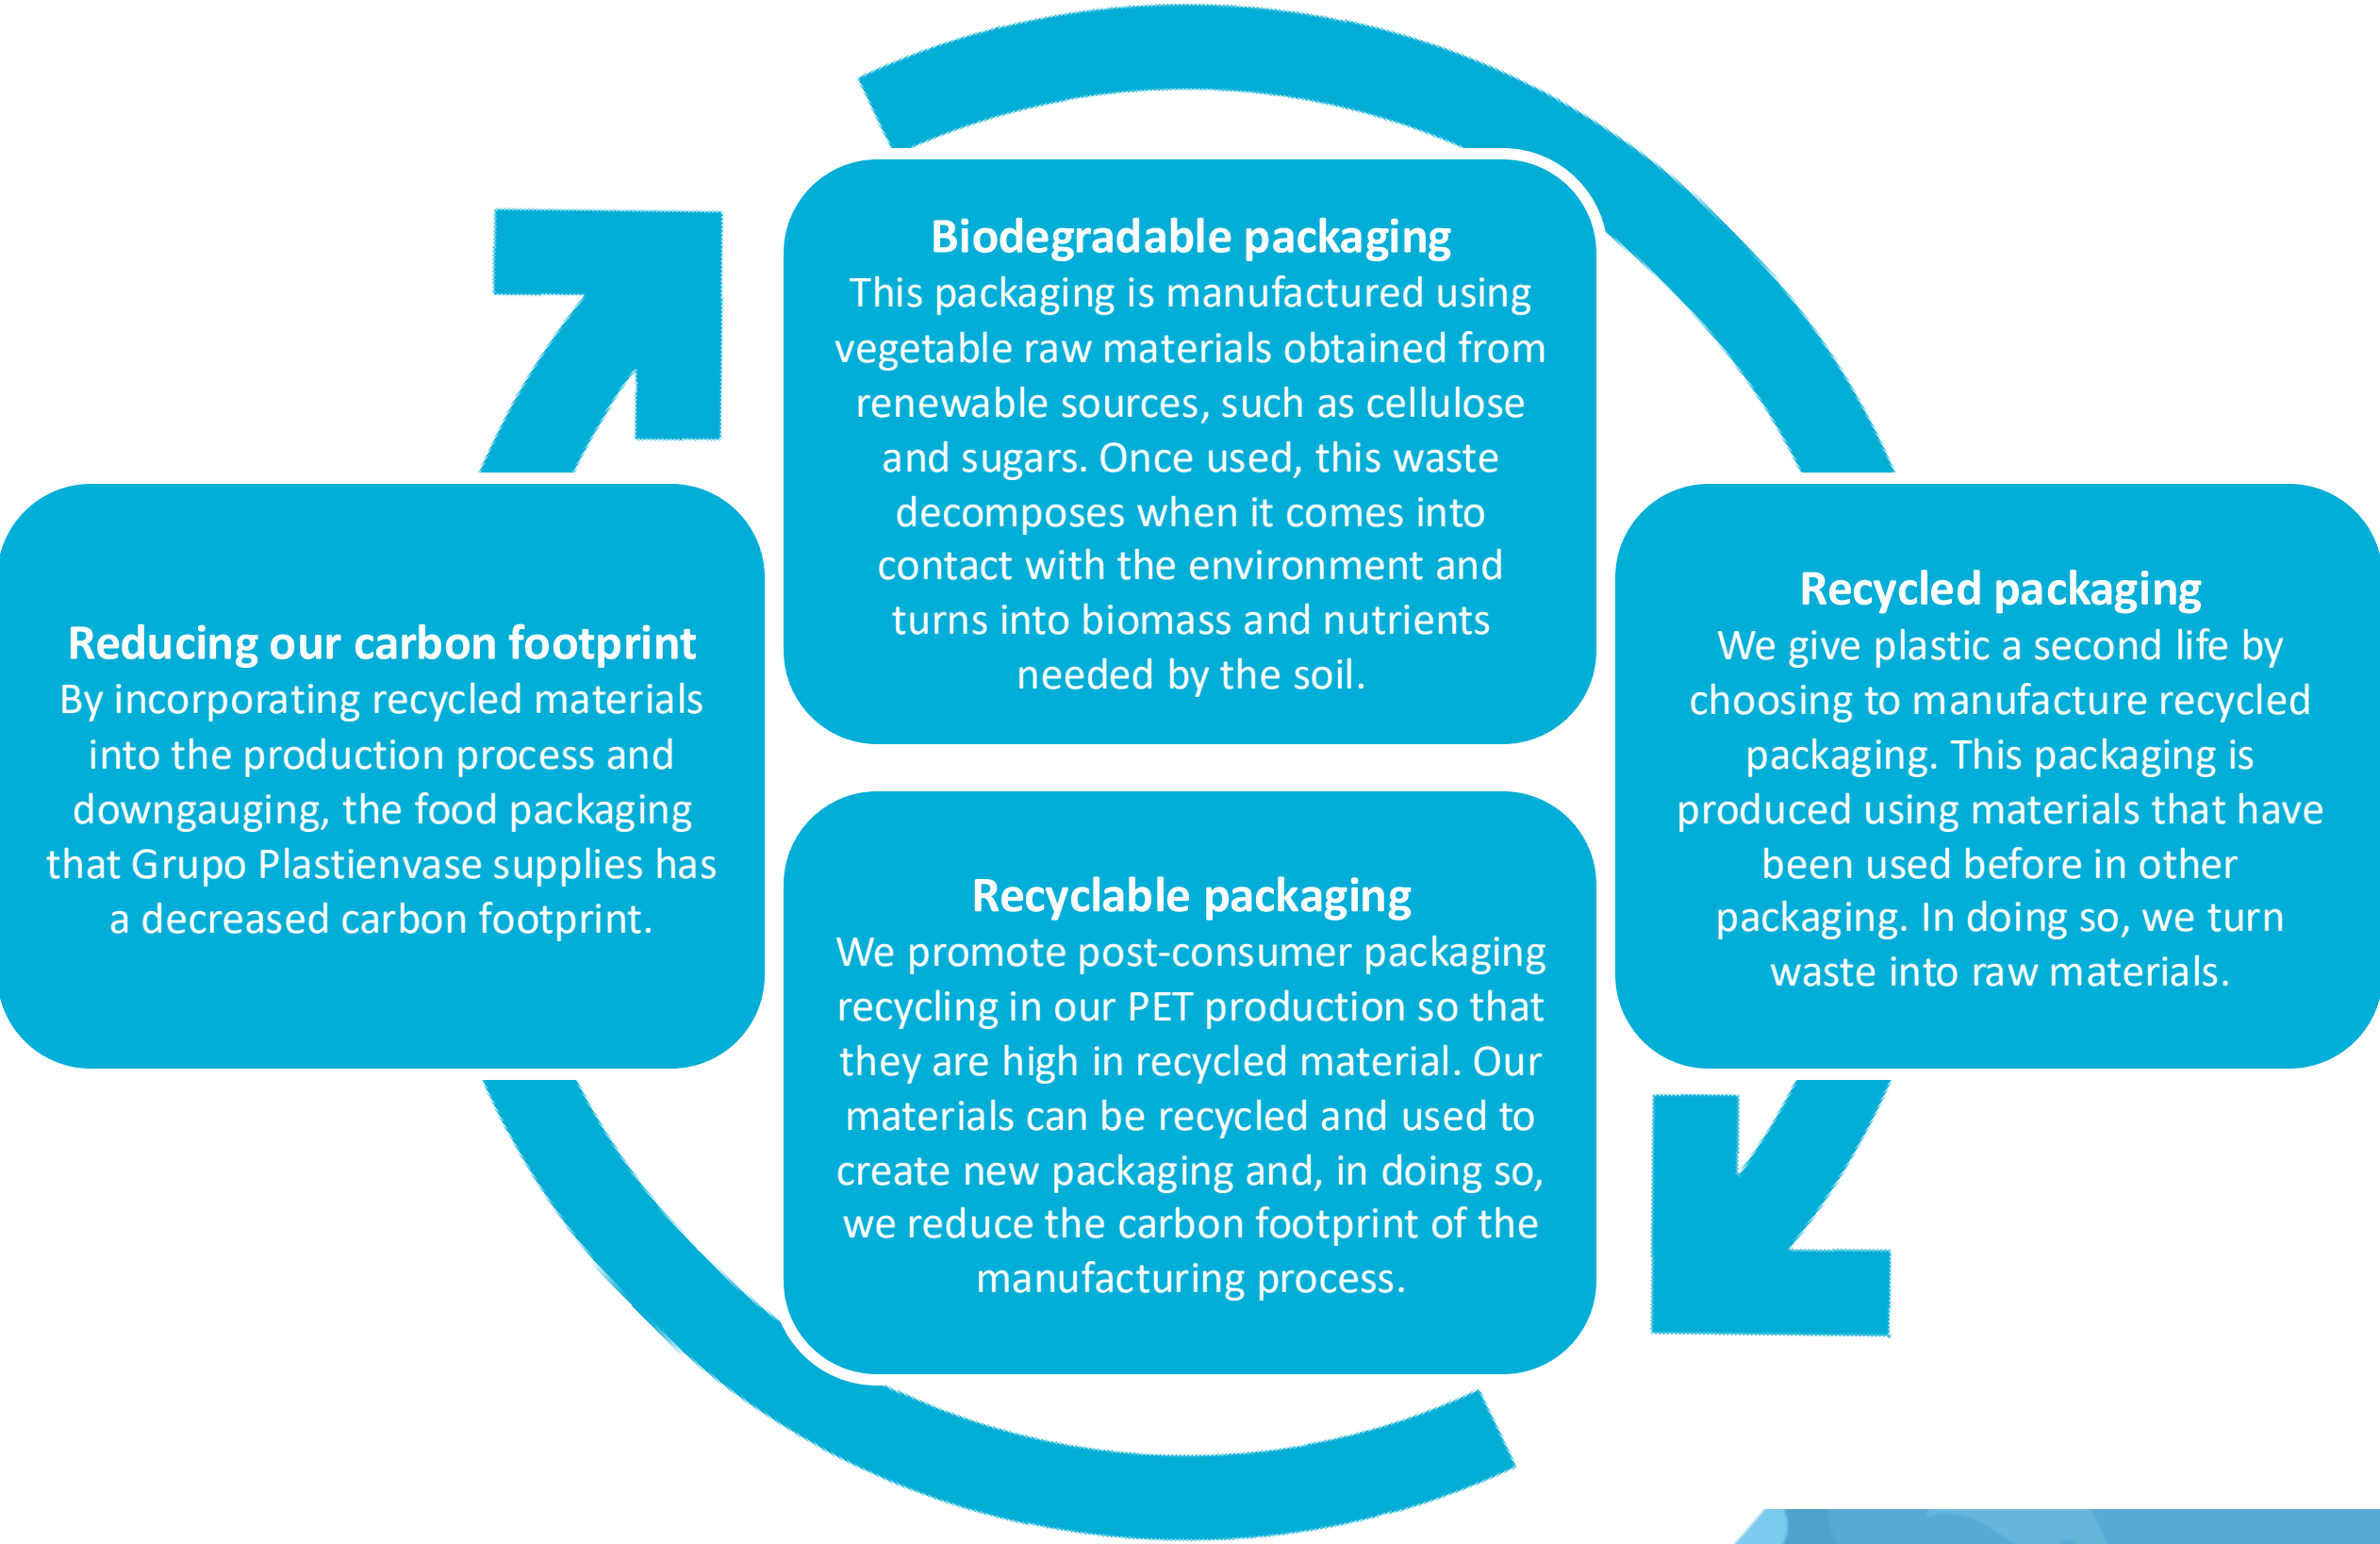 Biodegradable packaging
This packaging is manufactured using
vegetable raw materials obtained from
renewable sources, such as cellulose
and sugars. Once used, this waste
decomposes when it comes into
contact with the environment and
turns into biomass and nutrients
needed by the soil.
Reducing our carbon footprint
By incorporating recycled materials
into the production process and
downgauging, the food packaging
that Grupo Plastienvase supplies has
a decreased carbon footprint.
Recycled packaging
We give plastic a second life by
choosing to manufacture recycled
packaging. This packaging is
produced using materials that have
been used before in other
packaging. In doing so, we turn
waste into raw materials.
Recyclable packaging
We promote post-consumer packaging
recycling in our PET production so that
they are high in recycled material. Our
materials can be recycled and used to
create new packaging and, in doing so,
we reduce the carbon footprint of the
manufacturing process.